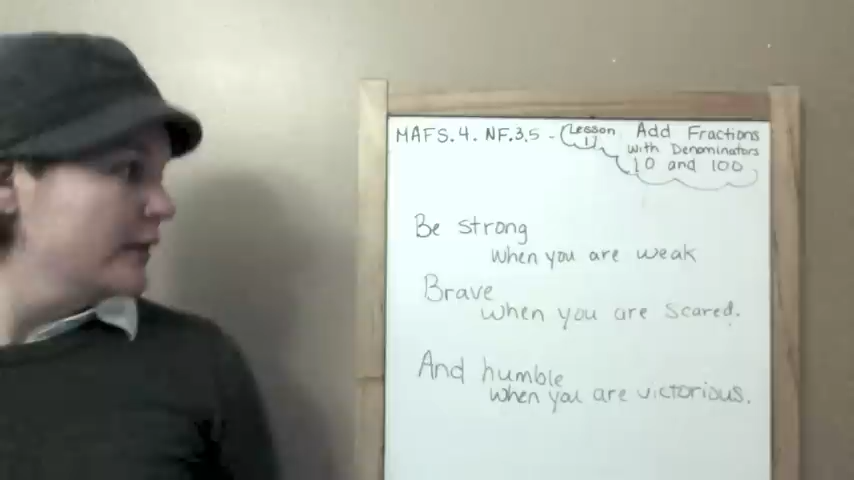 MAFS.4.NF.3.5 - Lesson 1 Add Fractions
with Denominators
10 and 100
Be strong
when you are weak
Brave
when you are scared.
And humble
when you are victorious.